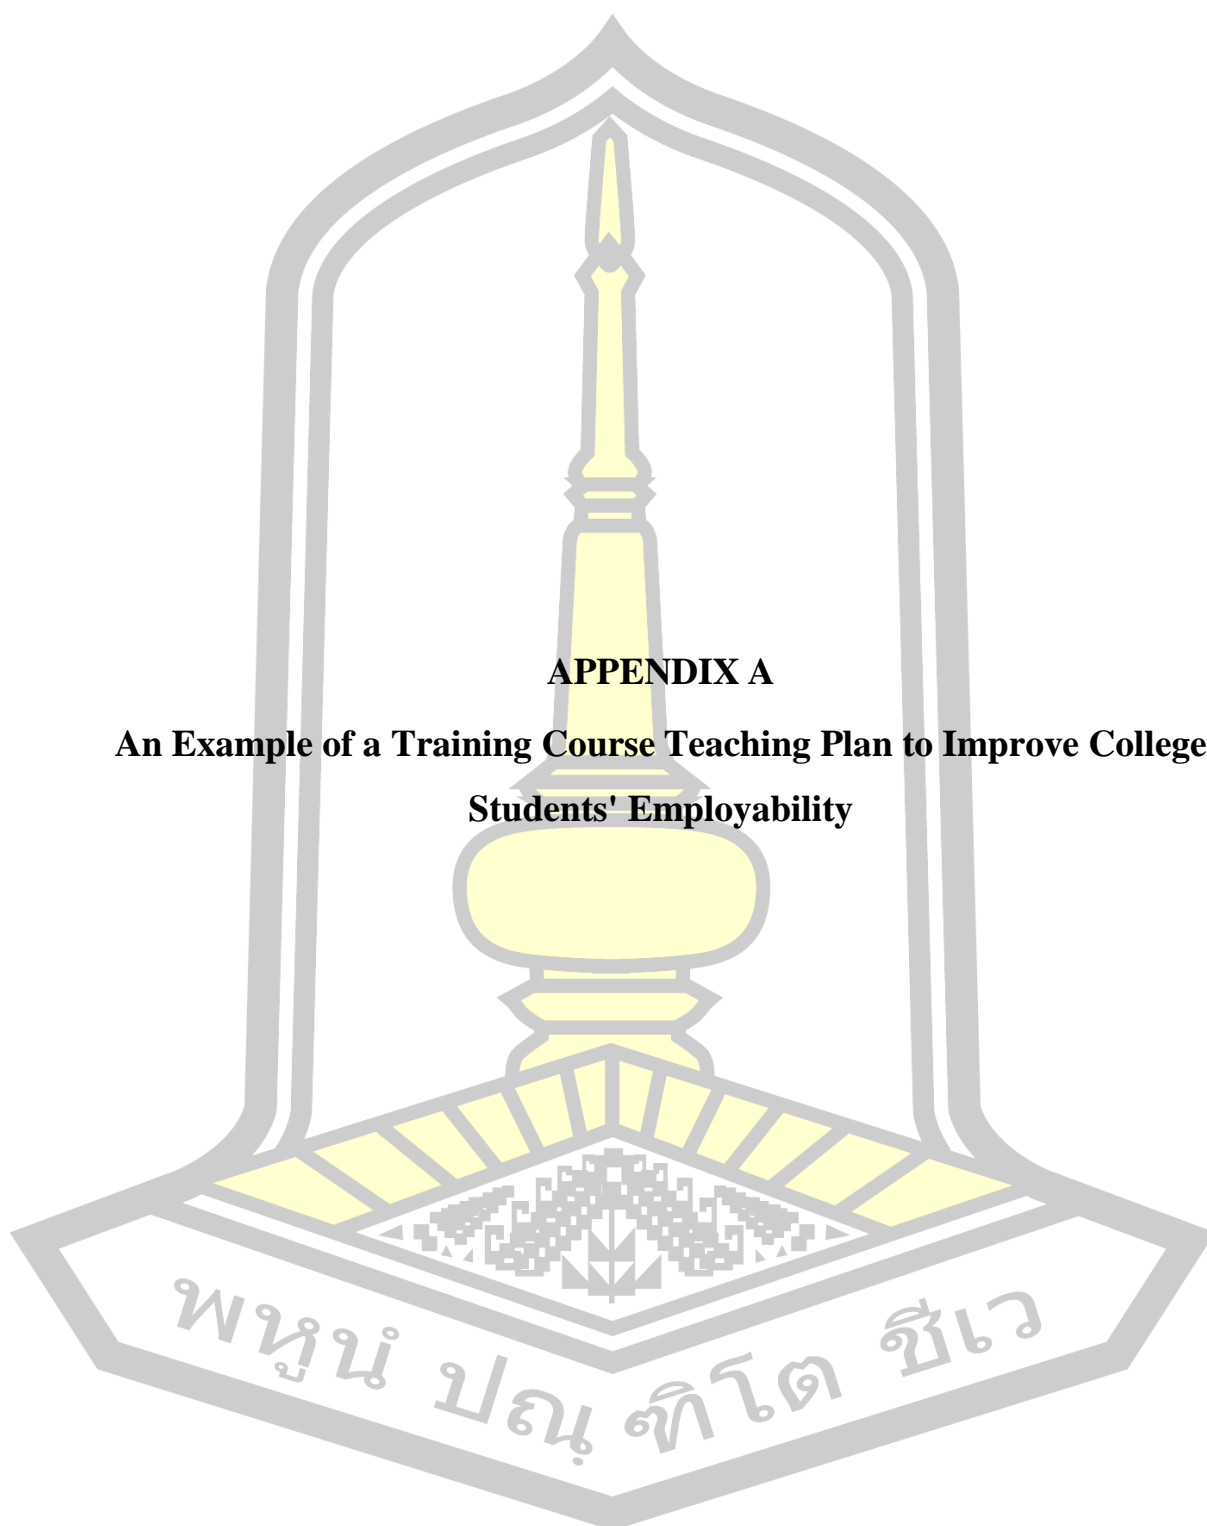 APPENDIX A
An Example of a Training Course Teaching Plan to Improve College
Students' Employability
พหูนํ ปณฺ ฑิโต ชีเว